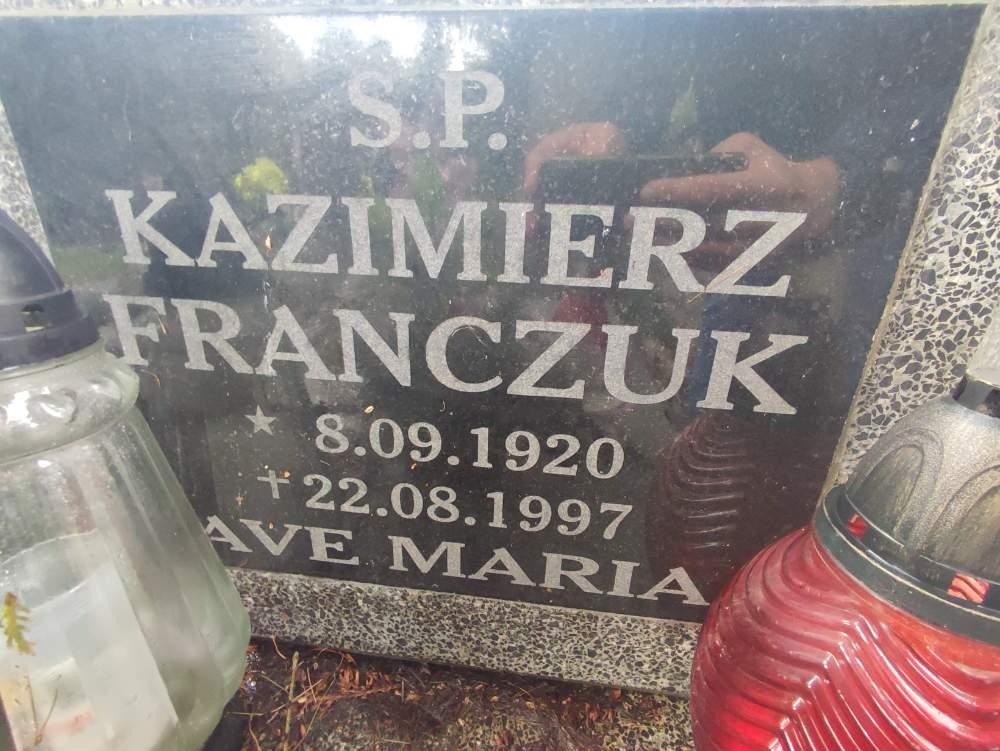 S.P.
KAZIMIERZ
FRANCZUK
★ 8.09.1920
✝ 22.08.1997
AVE MARIA